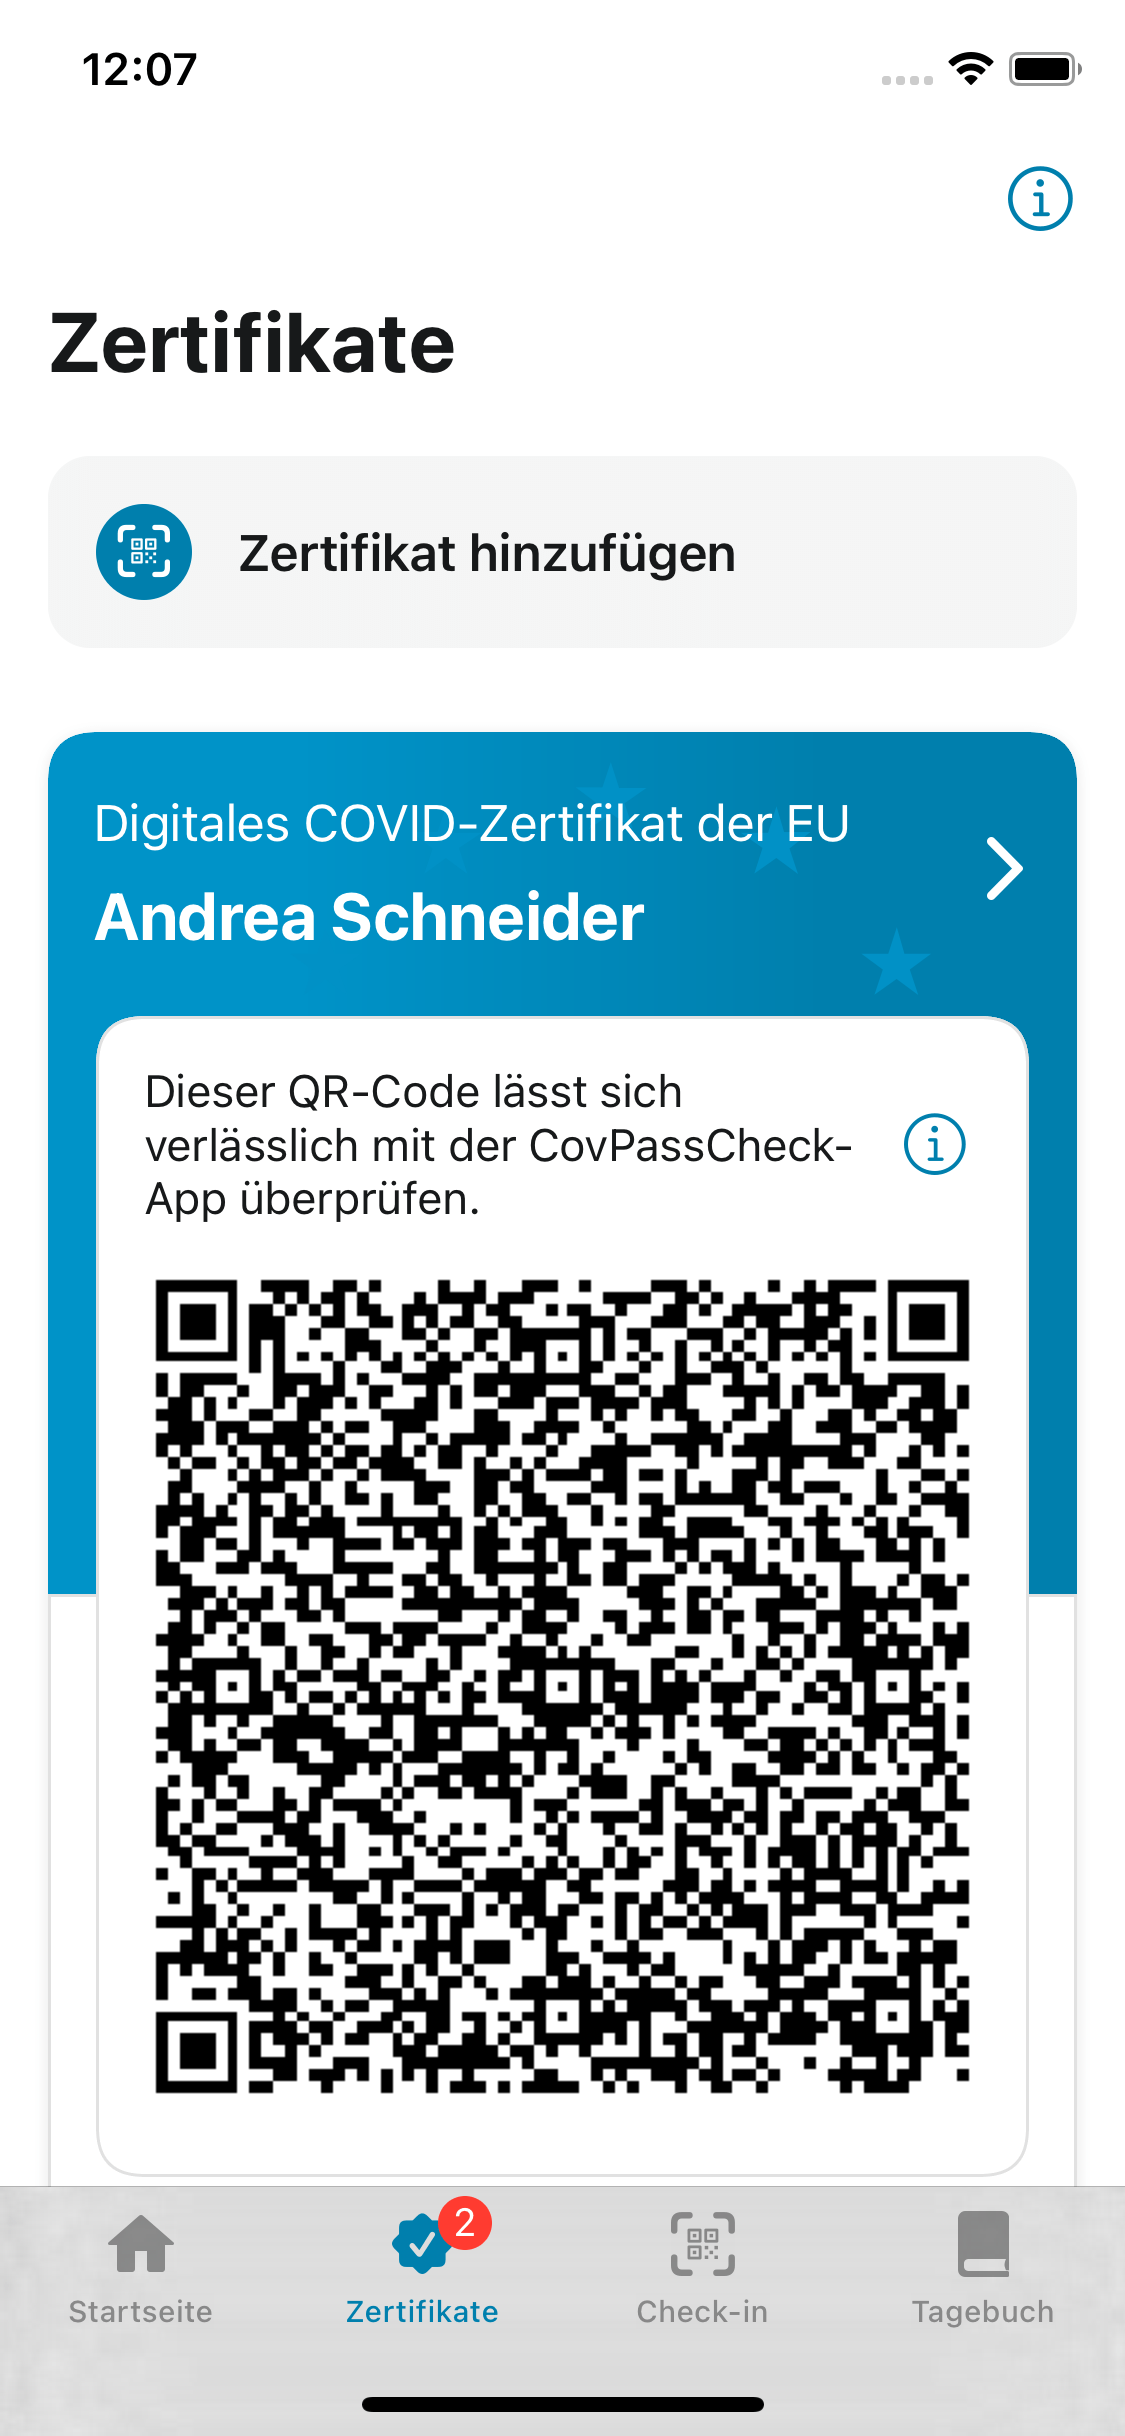 12:07
Zertifikate
Zertifikat hinzufügen
Digitales COVID-Zertifikat der EU
Andrea Schneider
Dieser QR-Code lässt sich
verlässlich mit der CovPassCheck-
App überprüfen.
2
Startseite
Zertifikate
Check-in
Tagebuch